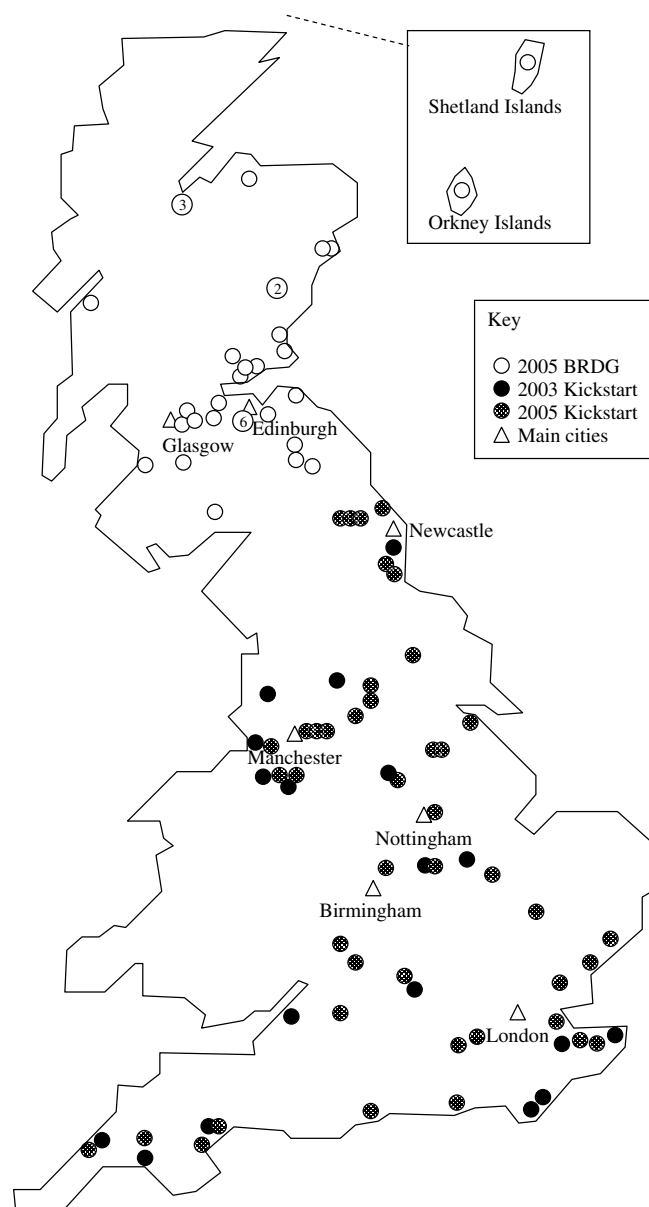 Shetland Islands
Orkney Islands
3
2
Key
2005 BRDG
2003 Kickstart
2005 Kickstart
Main cities
6
Edinburgh
Glasgow
Newcastle
Manchester
Nottingham
Birmingham
London